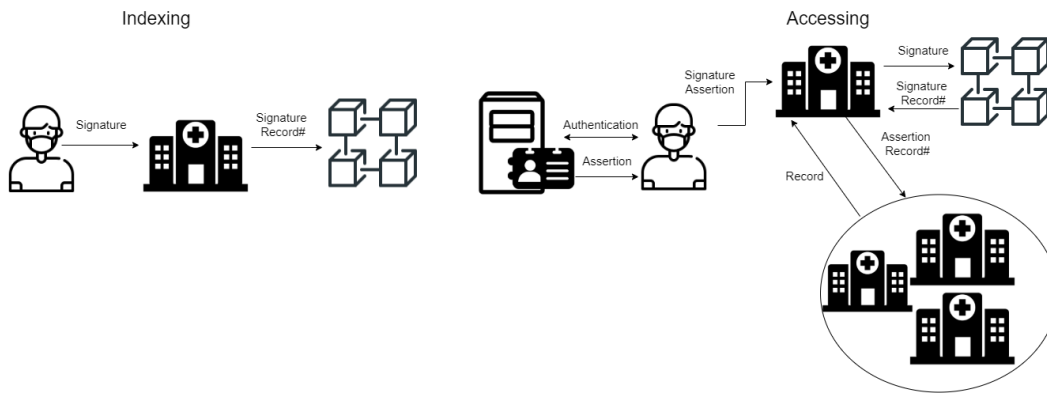 Indexing
Accessing
Signature
Signature
Record#
Authentication
Assertion
Signature
Assertion
Signature
Signature
Record#
Assertion
Record#
Record